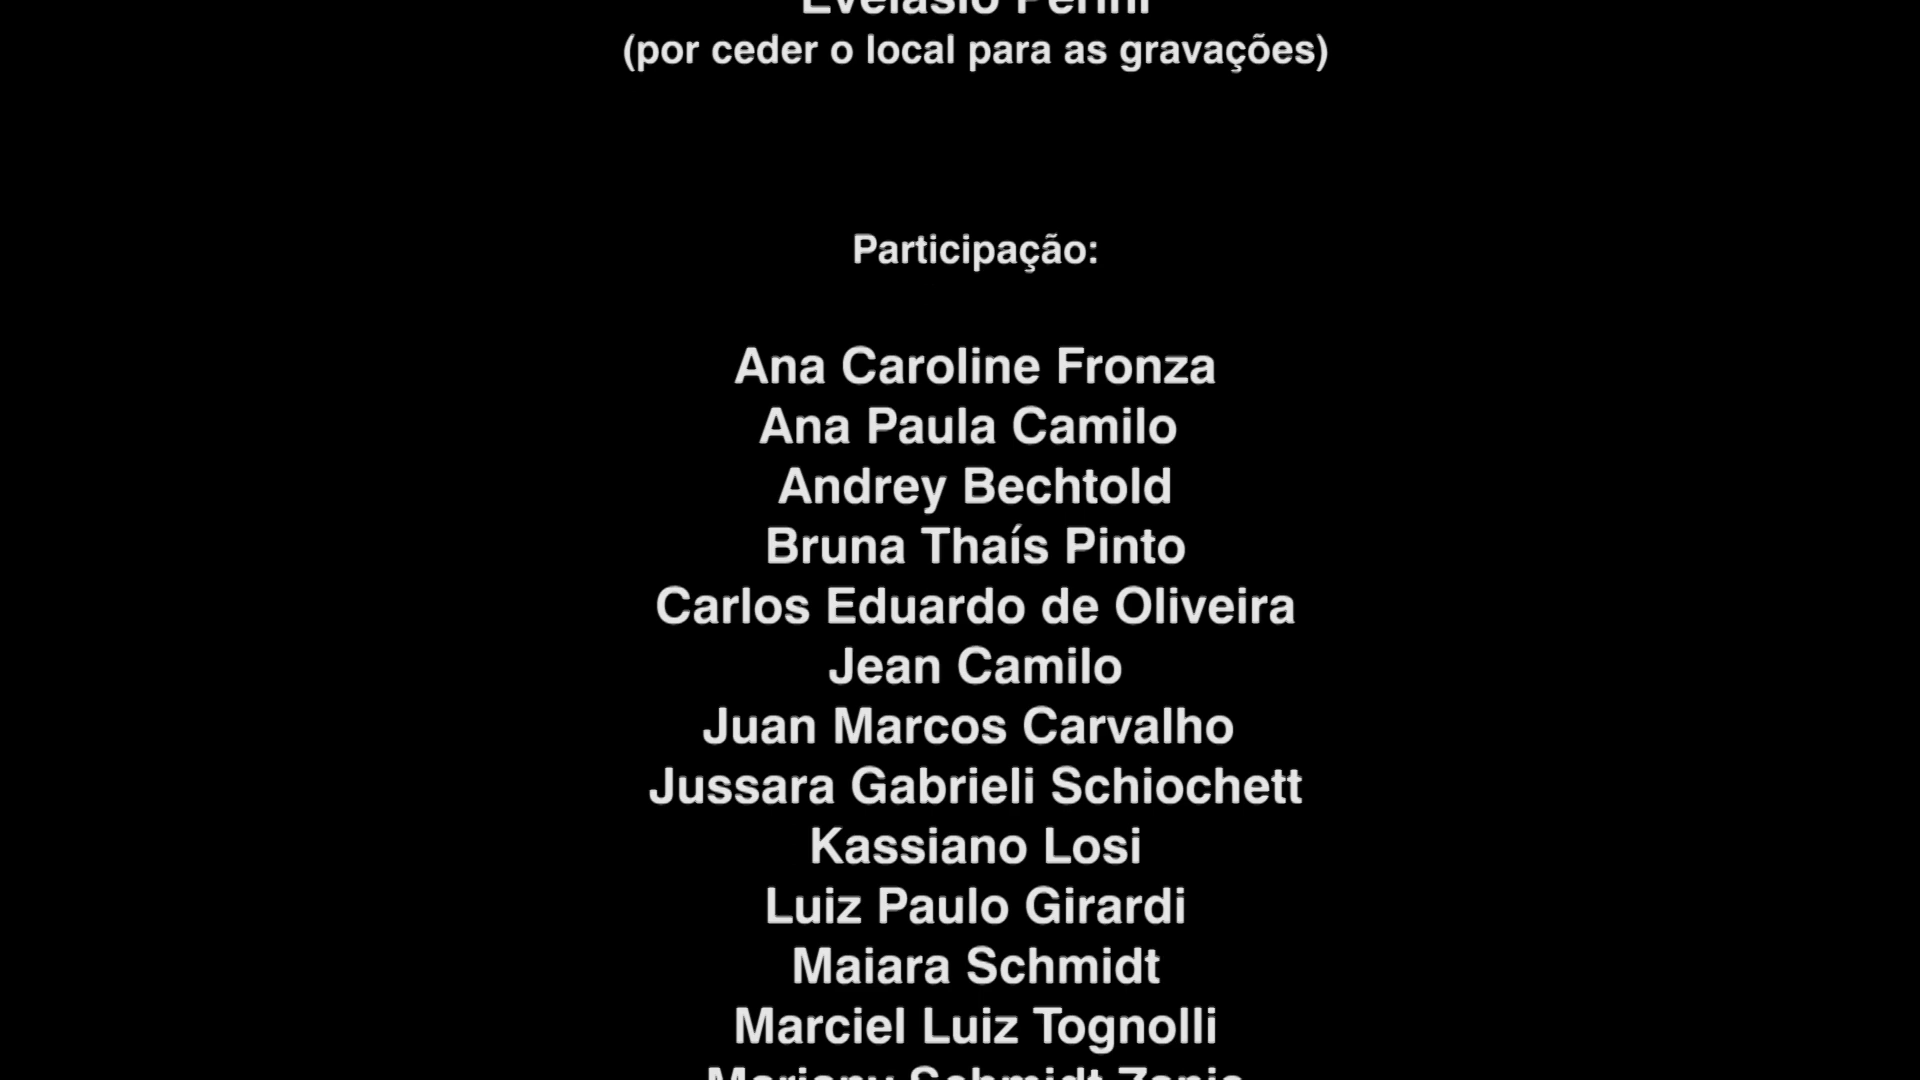 Perini
(por ceder o local para as gravações)
Participação:
Ana Caroline Fronza
Ana Paula Camilo
Andrey Bechtold
Bruna Thaís Pinto
Carlos Eduardo de Oliveira
Jean Camilo
Juan Marcos Carvalho
Jussara Gabrieli Schiochett
Kassiano Losi
Luiz Paulo Girardi
Maiara Schmidt
Marciel Luiz Tognolli
Schmidt